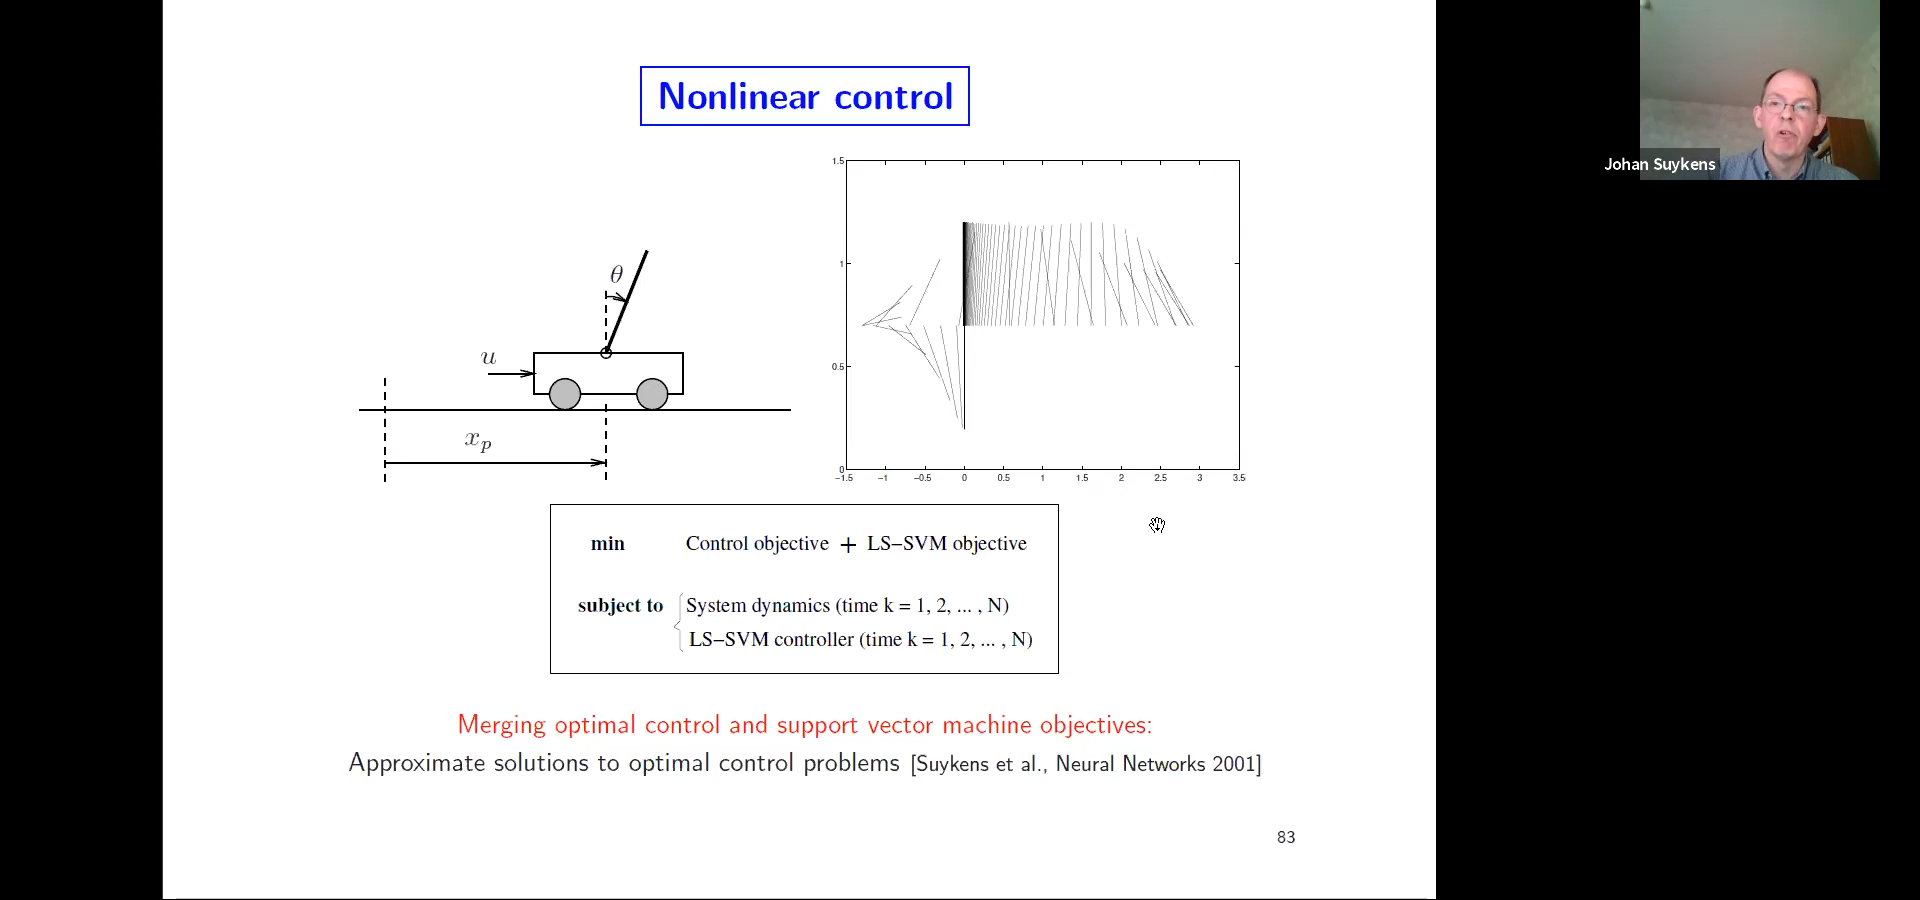 Nonlinear control
Johan Suykens
θ
u
x_p
1.5
1
0.5
0
−1.5 −1 −0.5 0 0.5 1 1.5 2 2.5 3 3.5
min Control objective + LS−SVM objective
subject to System dynamics (time k = 1, 2, ... , N)
LS−SVM controller (time k = 1, 2, ... , N)
Merging optimal control and support vector machine objectives:
Approximate solutions to optimal control problems [Suykens et al., Neural Networks 2001]
83